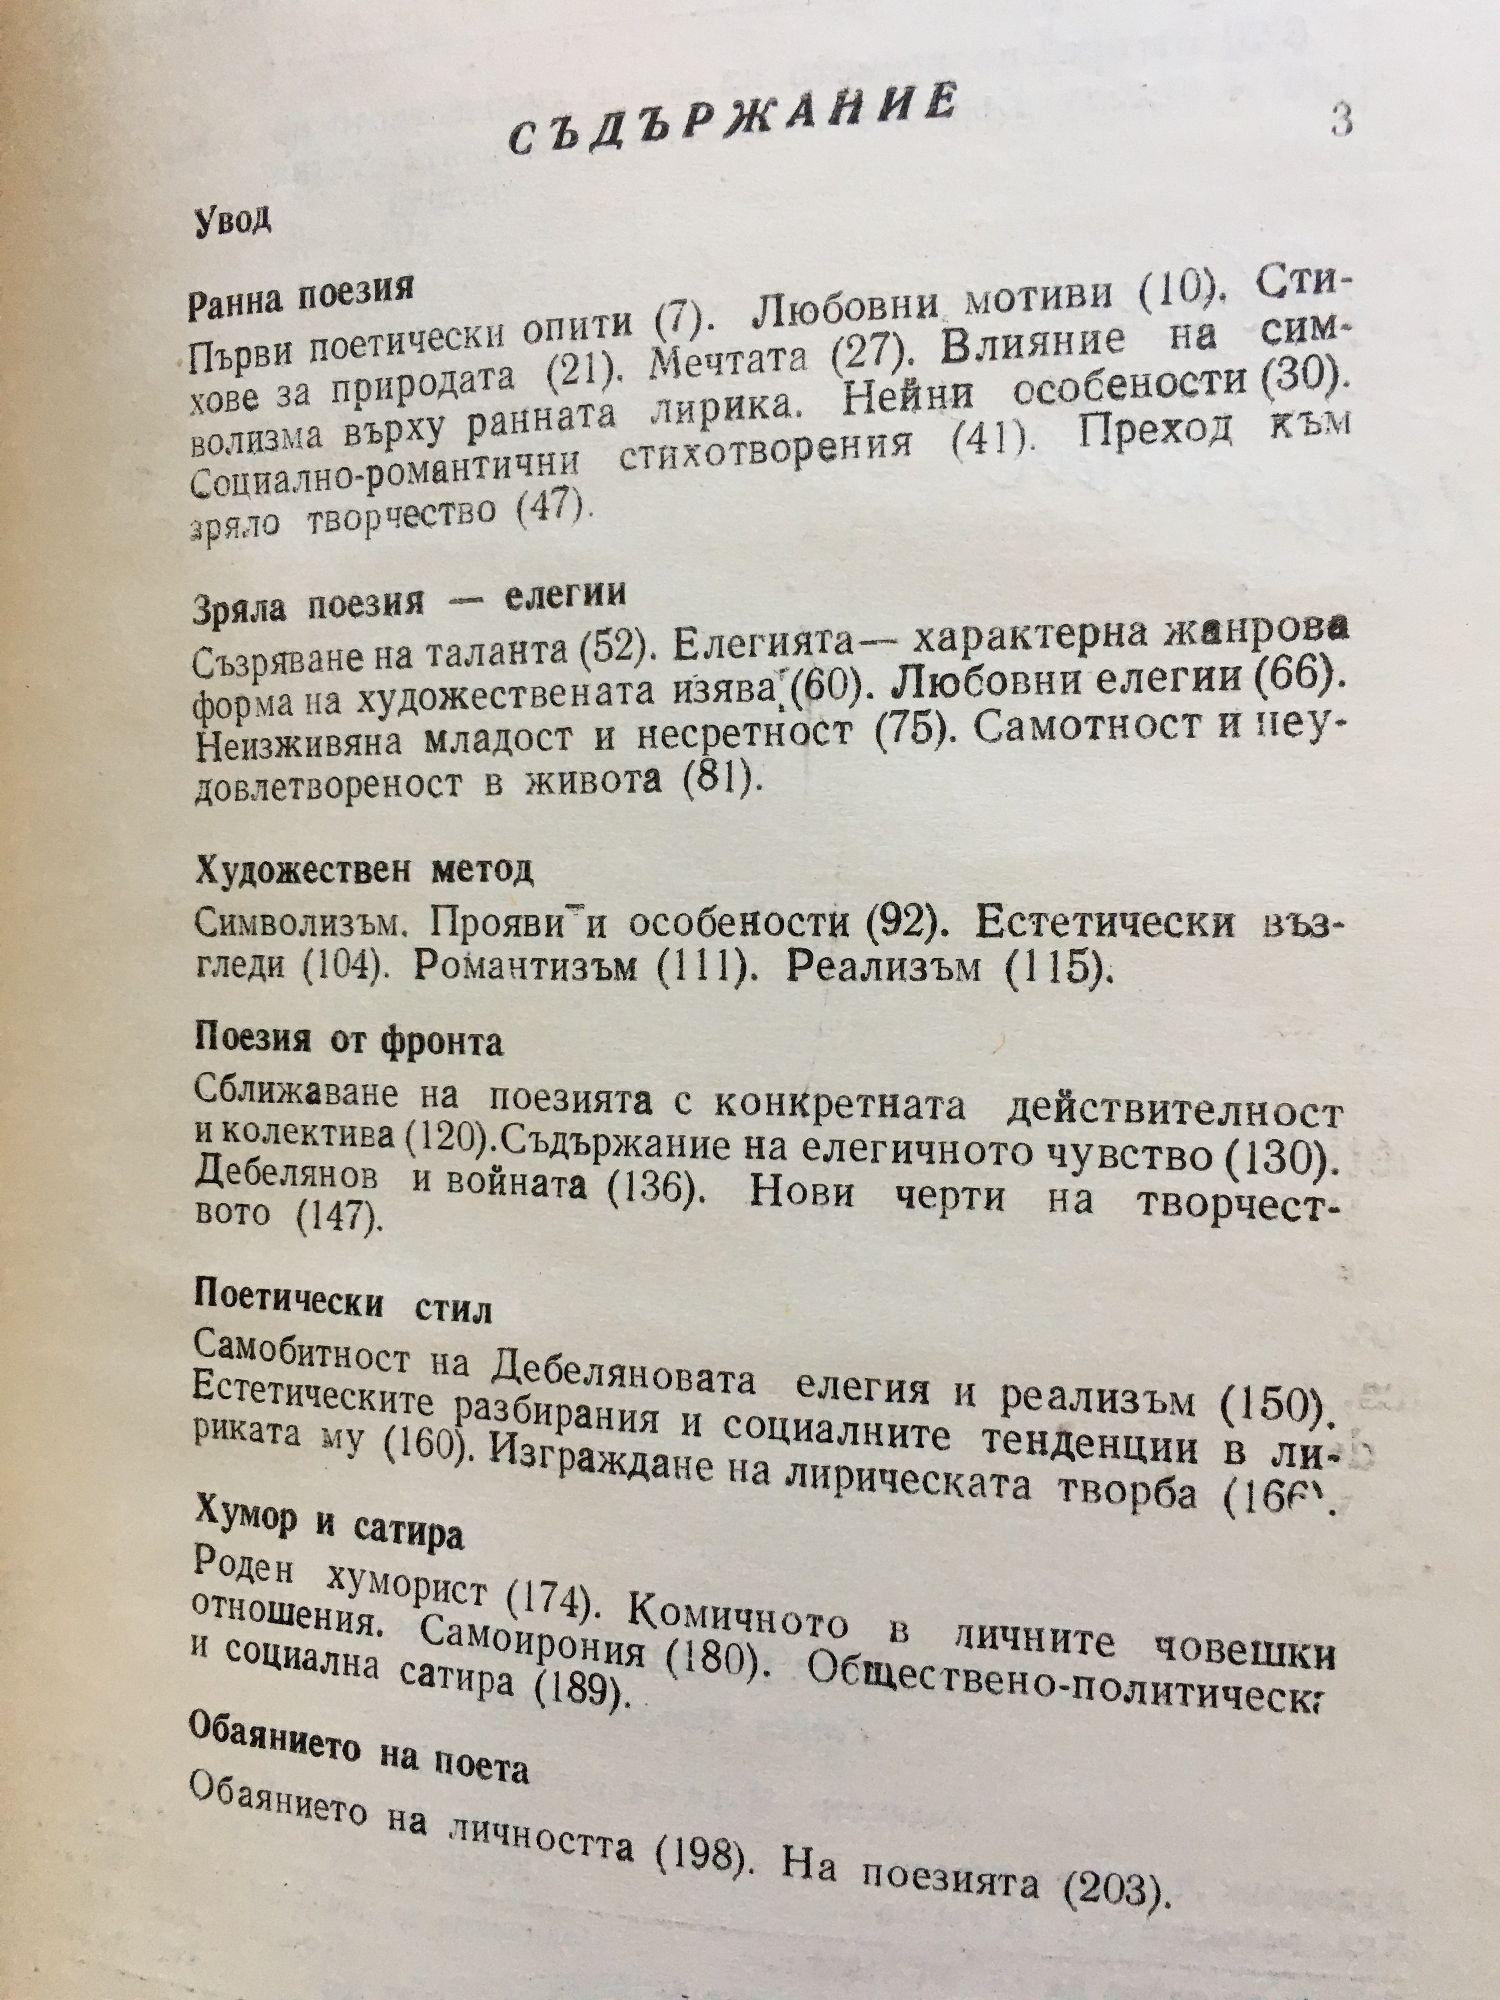 СЪДЪРЖАНИЕ
3
Увод
Ранна поезия
Първи поетически опити (7). Любовни мотиви (10). Сти-
хове за природата (21). Мечтата (27). Влияние на сим-
волизма върху ранната лирика. Нейни особености (30).
Социално-романтични стихотворения (41). Преход към
зряло творчество (47).
Зряла поезия — елегии
Съзряване на таланта (52). Елегията — характерна жанрова
форма на художествената изява (60). Любовни елегии (66).
Неизживяна младост и несретност (75). Самотност и неу-
довлетвореност в живота (81).
Художествен метод
Символизъм. Прояви и особености (92). Естетически въз-
гледи (104). Романтизъм (111). Реализъм (115).
Поезия от фронта
Сближаване на поезията с конкретната действителност
и колектива (120). Съдържание на елегичното чувство (130).
Дебелянов и войната (136). Нови черти на творчест-
вото (147).
Поетически стил
Самобитност на Дебеляновата елегия и реализъм (150).
Естетическите разбирания и социалните тенденции в ли-
риката му (160). Изграждане на лирическата творба (166).
Хумор и сатира
Роден хуморист (174). Комичното в личните човешки
отношения. Самоирония (180). Обществено-политическа
и социална сатира (189).
Обаянието на поета
Обаянието на личността (198). На поезията (203).